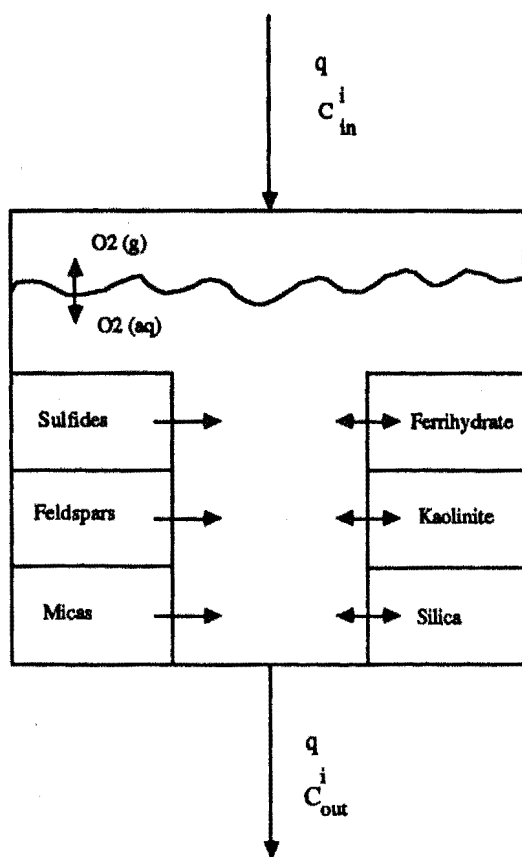 q
C i in
O2 (g)
O2 (aq)
Sulfides
Ferrihydrate
Feldspars
Kaolinite
Micas
Silica
q
C i out